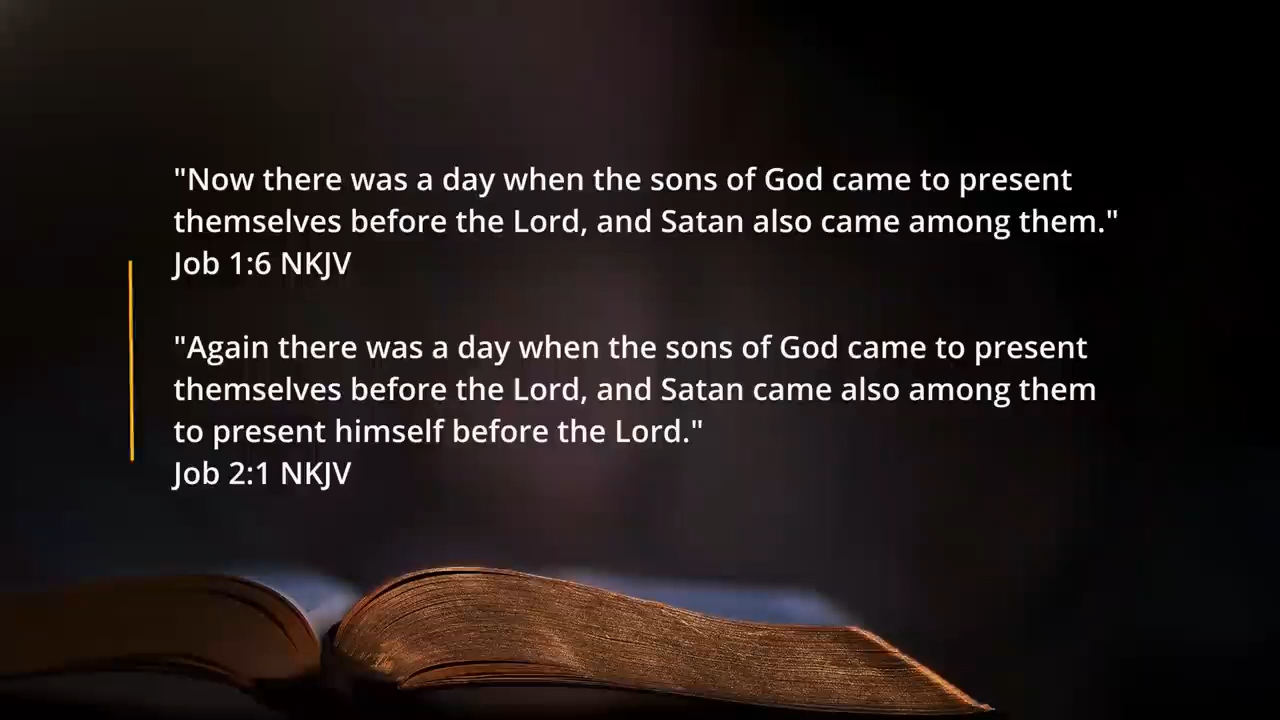 "Now there was a day when the sons of God came to present
themselves before the Lord, and Satan also came among them."
Job 1:6 NKJV
"Again there was a day when the sons of God came to present
themselves before the Lord, and Satan came also among them
to present himself before the Lord."
Job 2:1 NKJV